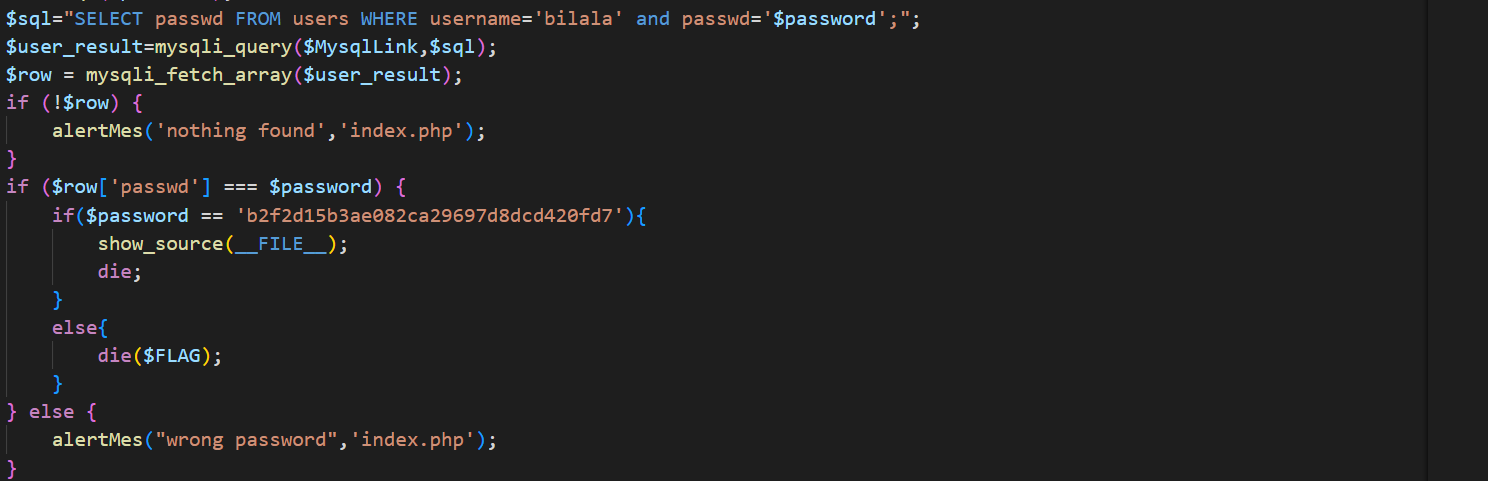 $sql="SELECT passwd FROM users WHERE username='bilala' and passwd='$password';";
$user_result=mysqli_query($MysqlLink,$sql);
$row = mysqli_fetch_array($user_result);
if (!$row) {
    alertMes('nothing found','index.php');
}
if ($row['passwd'] === $password) {
    if($password == 'b2f2d15b3ae082ca29697d8dcd420fd7'){
        show_source(__FILE__);
        die;
    }
    else{
        die($FLAG);
    }
} else {
    alertMes("wrong password",'index.php');
}